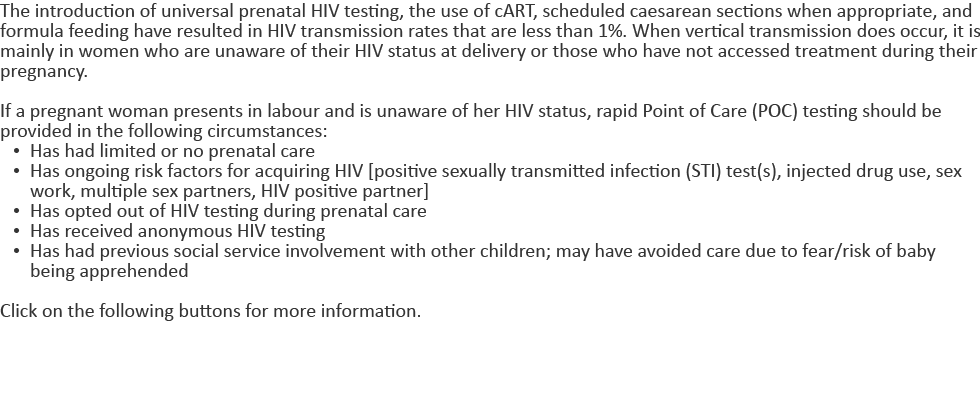 The introduction of universal prenatal HIV testing, the use of cART, scheduled caesarean sections when appropriate, and
formula feeding have resulted in HIV transmission rates that are less than 1%. When vertical transmission does occur, it is
mainly in women who are unaware of their HIV status at delivery or those who have not accessed treatment during their
pregnancy.
If a pregnant woman presents in labour and is unaware of her HIV status, rapid Point of Care (POC) testing should be
provided in the following circumstances:
• Has had limited or no prenatal care
• Has ongoing risk factors for acquiring HIV [positive sexually transmitted infection (STI) test(s), injected drug use, sex
work, multiple sex partners, HIV positive partner]
• Has opted out of HIV testing during prenatal care
• Has received anonymous HIV testing
• Has had previous social service involvement with other children; may have avoided care due to fear/risk of baby
being apprehended
Click on the following buttons for more information.